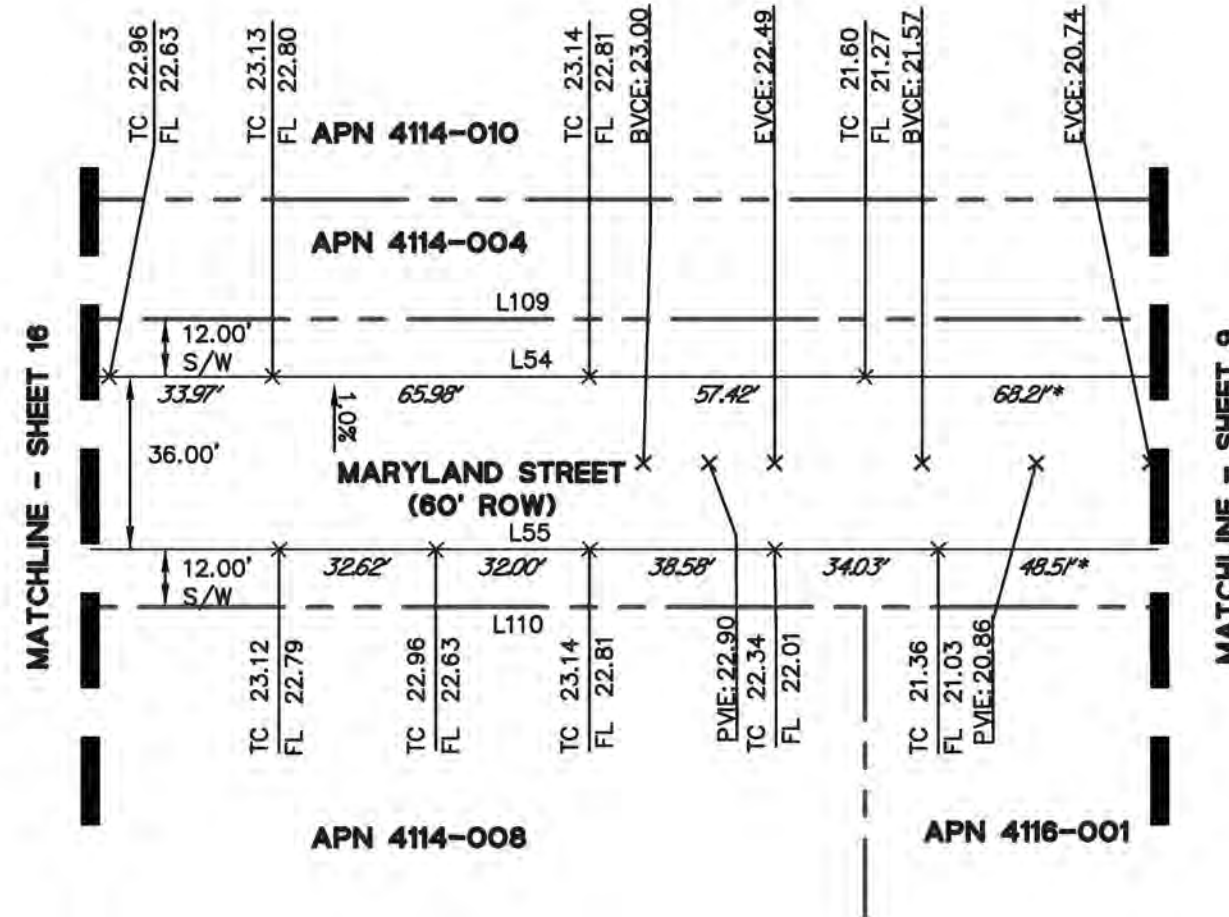 TC 22.96
FL 22.63
TC 23.13
FL 22.80
TC 23.14
FL 22.81
BVCE: 23.00
EVCE: 22.49
TC 21.60
FL 21.27
BVCE: 21.57
EVCE: 20.74
APN 4114-010
APN 4114-004
MATCHLINE - SHEET 16
L109
12.00'
S/W
L54
33.97'
65.98'
57.42'
68.21'*
1.0%
36.00'
MARYLAND STREET
(60' ROW)
L55
32.62'
32.00'
38.58'
34.03'
48.51'*
12.00'
S/W
L110
TC 23.12
FL 22.79
TC 22.96
FL 22.63
TC 23.14
FL 22.81
PVIE: 22.90
TC 22.34
FL 22.01
TC 21.36
FL 21.03
PVIE: 20.86
APN 4114-008
APN 4116-001
MATCHLINE - SHEET